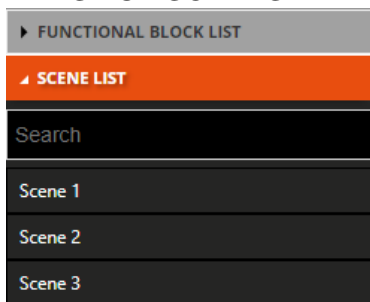 FUNCTIONAL BLOCK LIST
SCENE LIST
Search
Scene 1
Scene 2
Scene 3